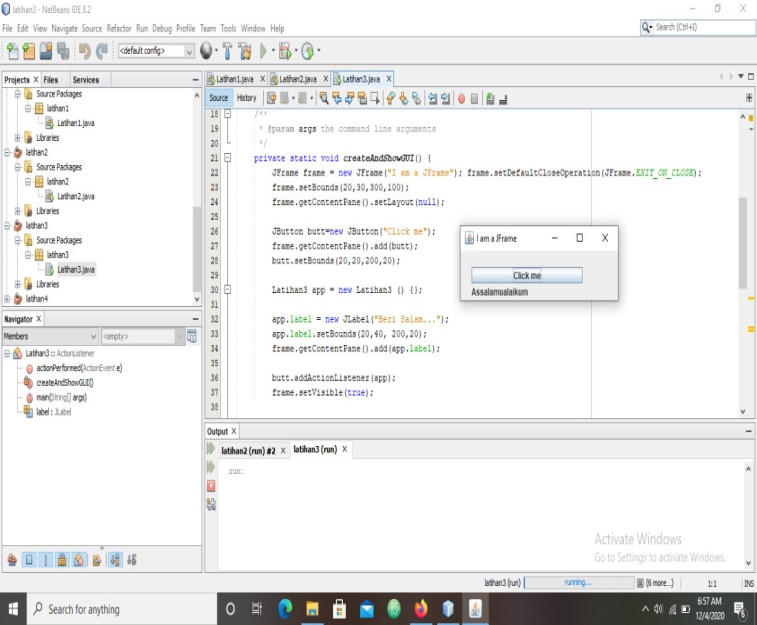 latihan3 - NetBeans IDE 8.2
File Edit View Navigate Source Refactor Run Debug Profile Team Tools Window Help
Search (Ctrl+I)
<default config>
Projects X Files Services
Latihan1.java X Latihan2.java X Latihan3.java X
Source History
Source Packages
latihan1
Latihan1.java
Libraries
latihan2
Source Packages
latihan2
Latihan2.java
Libraries
latihan3
Source Packages
latihan3
Latihan3.java
Libraries
latihan4
18 /**
19 * @param args the command line arguments
20 */
21 private static void createAndShowGUI() {
22 JFrame frame = new JFrame("I am a JFrame"); frame.setDefaultCloseOperation(JFrame.EXIT_ON_CLOSE);
23 frame.setBounds(20,30,300,100);
24 frame.getContentPane().setLayout(null);
25
26 JButton butt=new JButton("Click me");
27 frame.getContentPane().add(butt);
28 butt.setBounds(20,20,200,20);
29
30 Latihan3 app = new Latihan3 () {};
31
32 app.label = new JLabel("Beri Salam...");
33 app.label.setBounds(20,40, 200,20);
34 frame.getContentPane().add(app.label);
35
36 butt.addActionListener(app);
37 frame.setVisible(true);
38
I am a JFrame
Click me
Assalamualaikum
Navigator X
Members
<empty>
Latihan3 :: ActionListener
actionPerformed(ActionEvent e)
createAndShowGUI()
main(String[] args)
label : JLabel
Output X
latihan2 (run) #2 X latihan3 (run) X
run:
Activate Windows
Go to Settings to activate Windows.
latihan3 (run) running... (6 more...) 1:1 INS
Search for anything
6:57 AM
12/4/2020